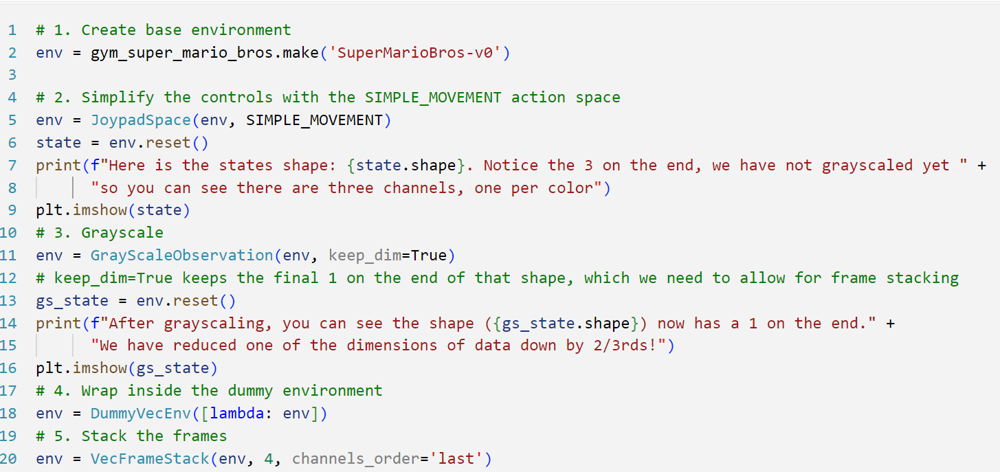 1 # 1. Create base environment
2 env = gym_super_mario_bros.make('SuperMarioBros-v0')
3
4 # 2. Simplify the controls with the SIMPLE_MOVEMENT action space
5 env = JoypadSpace(env, SIMPLE_MOVEMENT)
6 state = env.reset()
7 print(f"Here is the states shape: {state.shape}. Notice the 3 on the end, we have not grayscaled yet " +
8 "so you can see there are three channels, one per color")
9 plt.imshow(state)
10 # 3. Grayscale
11 env = GrayScaleObservation(env, keep_dim=True)
12 # keep_dim=True keeps the final 1 on the end of that shape, which we need to allow for frame stacking
13 gs_state = env.reset()
14 print(f"After grayscaling, you can see the shape ({gs_state.shape}) now has a 1 on the end." +
15 "We have reduced one of the dimensions of data down by 2/3rds!")
16 plt.imshow(gs_state)
17 # 4. Wrap inside the dummy environment
18 env = DummyVecEnv([lambda: env])
19 # 5. Stack the frames
20 env = VecFrameStack(env, 4, channels_order='last')